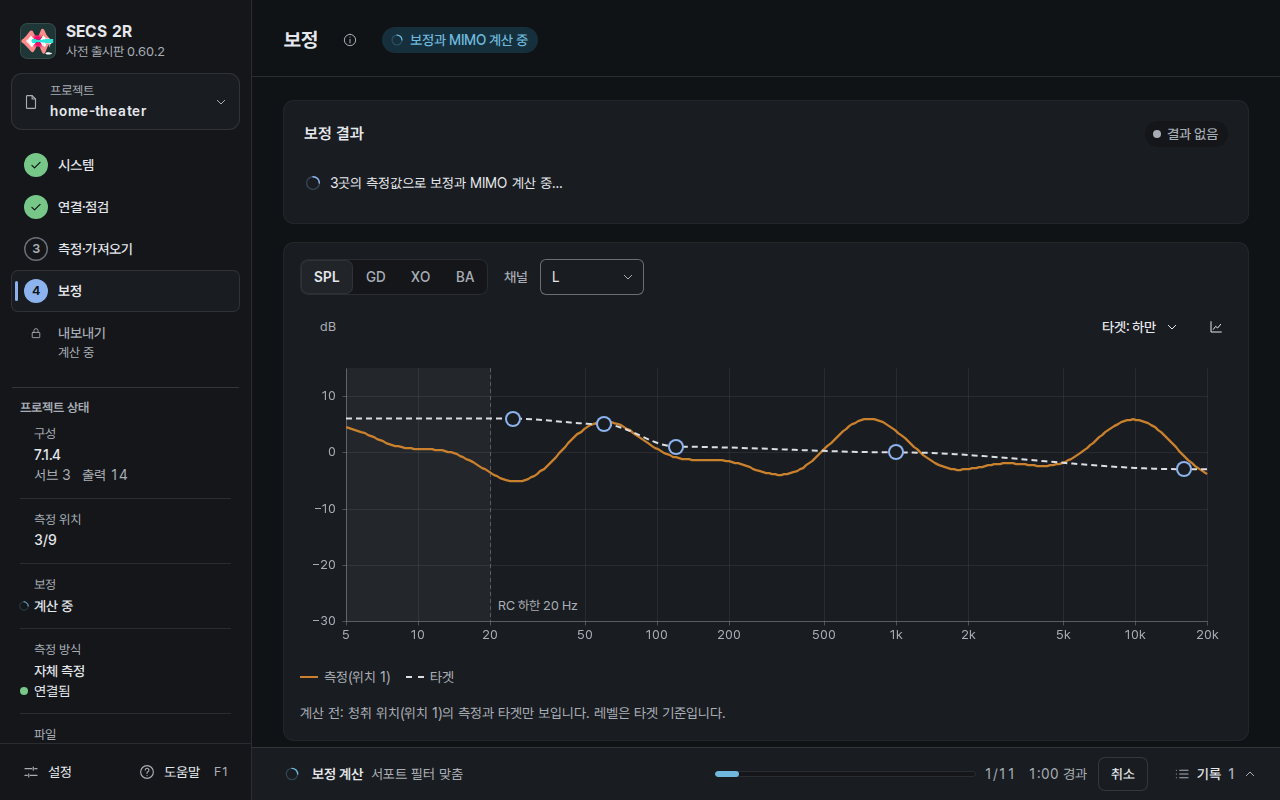 SECS 2R
사전 출시판 0.60.2
프로젝트
home-theater
시스템
연결·점검
3 측정·가져오기
4 보정
내보내기
계산 중
프로젝트 상태
구성
7.1.4
서브 3 출력 14
측정 위치
3/9
보정
계산 중
측정 방식
자체 측정
연결됨
파일
설정 도움말 F1
보정 보정과 MIMO 계산 중
보정 결과 결과 없음
3곳의 측정값으로 보정과 MIMO 계산 중...
SPL GD XO BA 채널 L
dB 타겟: 하만
10
0
−10
−20
−30
RC 하한 20 Hz
5 10 20 50 100 200 500 1k 2k 5k 10k 20k
측정(위치 1) 타겟
계산 전: 청취 위치(위치 1)의 측정과 타겟만 보입니다. 레벨은 타겟 기준입니다.
보정 계산 서포트 필터 맞춤 1/11 1:00 경과 취소 기록 1